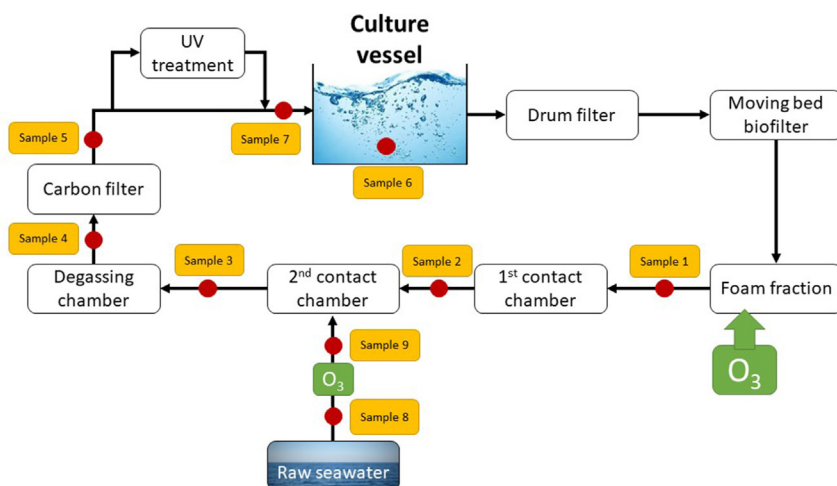 UV
treatment
Culture
vessel
Drum filter
Moving bed
biofilter
Sample 5
Sample 7
Sample 6
Carbon filter
Sample 4
Sample 3
Sample 2
Sample 1
Degassing
chamber
2nd contact
chamber
1st contact
chamber
Foam fraction
Sample 9
O3
O3
Sample 8
Raw seawater